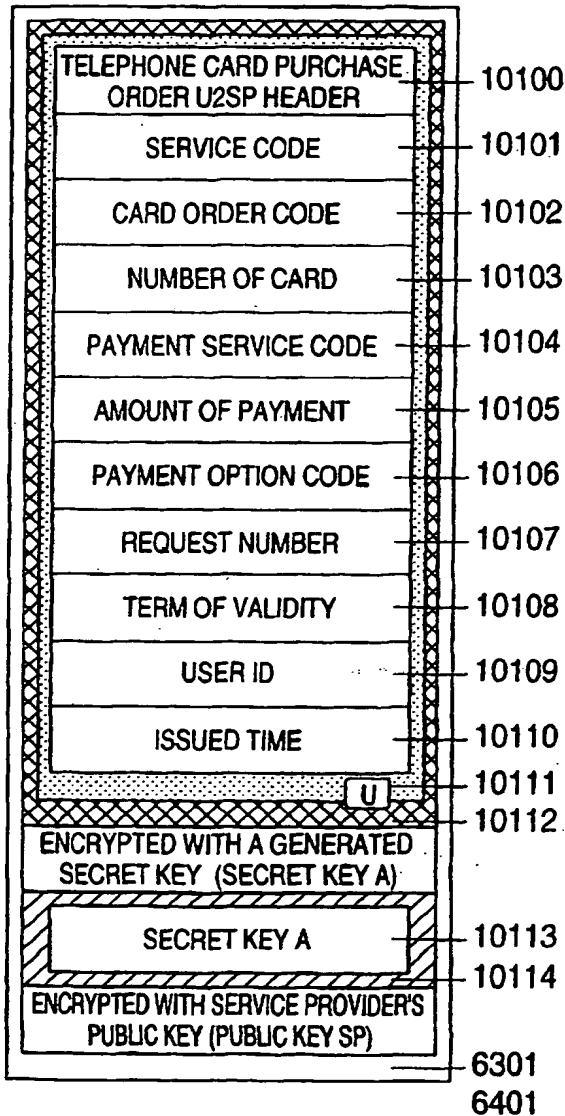 TELEPHONE CARD PURCHASE
ORDER U2SP HEADER
10100
SERVICE CODE
10101
CARD ORDER CODE
10102
NUMBER OF CARD
10103
PAYMENT SERVICE CODE
10104
AMOUNT OF PAYMENT
10105
PAYMENT OPTION CODE
10106
REQUEST NUMBER
10107
TERM OF VALIDITY
10108
USER ID
10109
ISSUED TIME
10110
U
10111
10112
ENCRYPTED WITH A GENERATED
SECRET KEY (SECRET KEY A)
SECRET KEY A
10113
10114
ENCRYPTED WITH SERVICE PROVIDER'S
PUBLIC KEY (PUBLIC KEY SP)
6301
6401